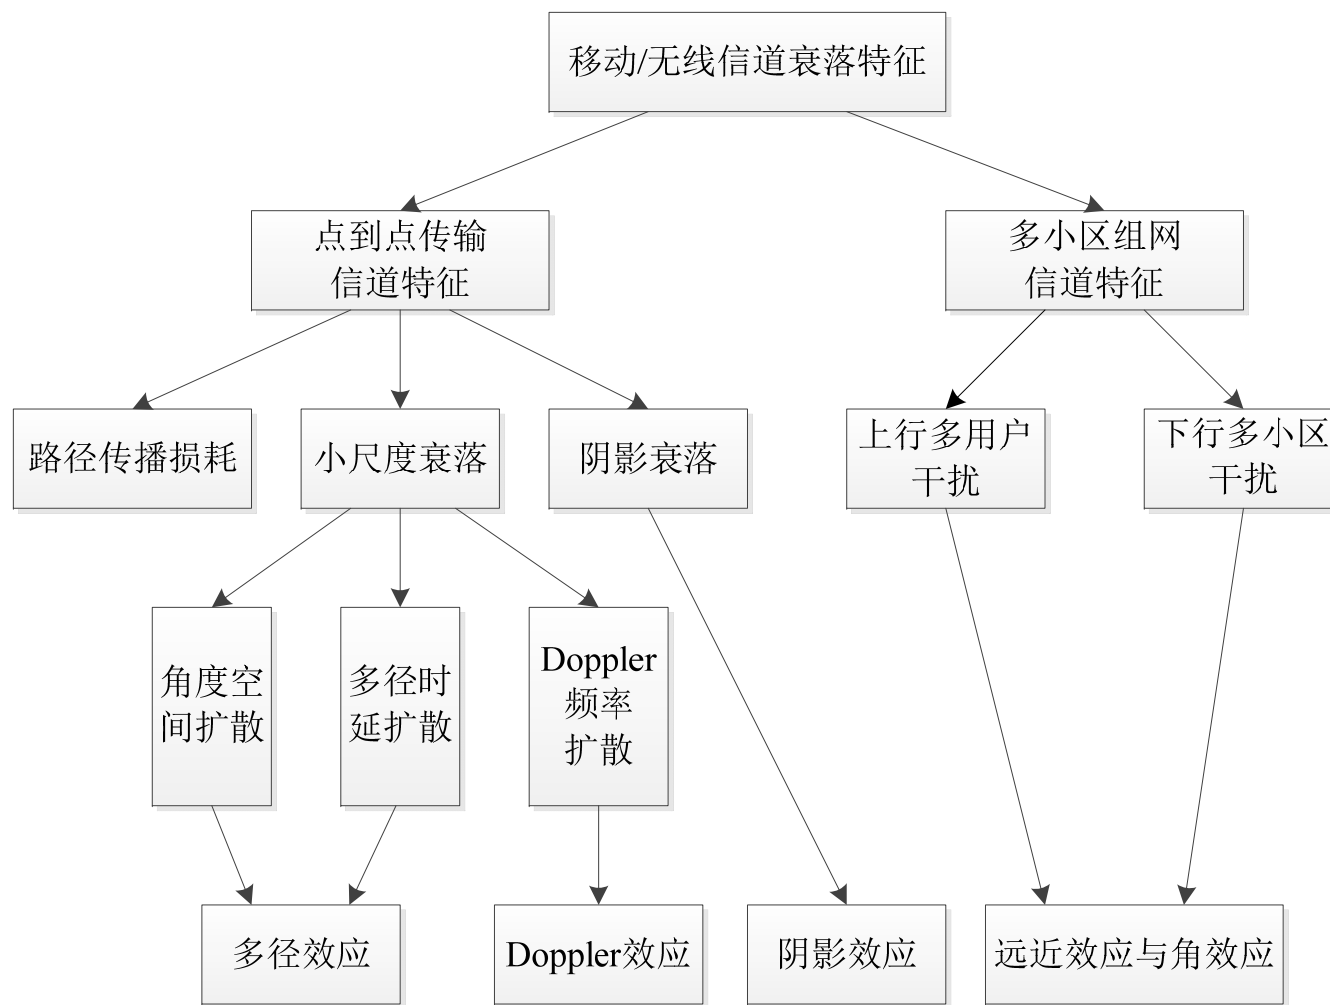 移动/无线信道衰落特征
点到点传输
信道特征
多小区组网
信道特征
路径传播损耗
小尺度衰落
阴影衰落
上行多用户
干扰
下行多小区
干扰
角度空
间扩散
多径时
延扩散
Doppler
频率
扩散
多径效应
Doppler效应
阴影效应
远近效应与角效应